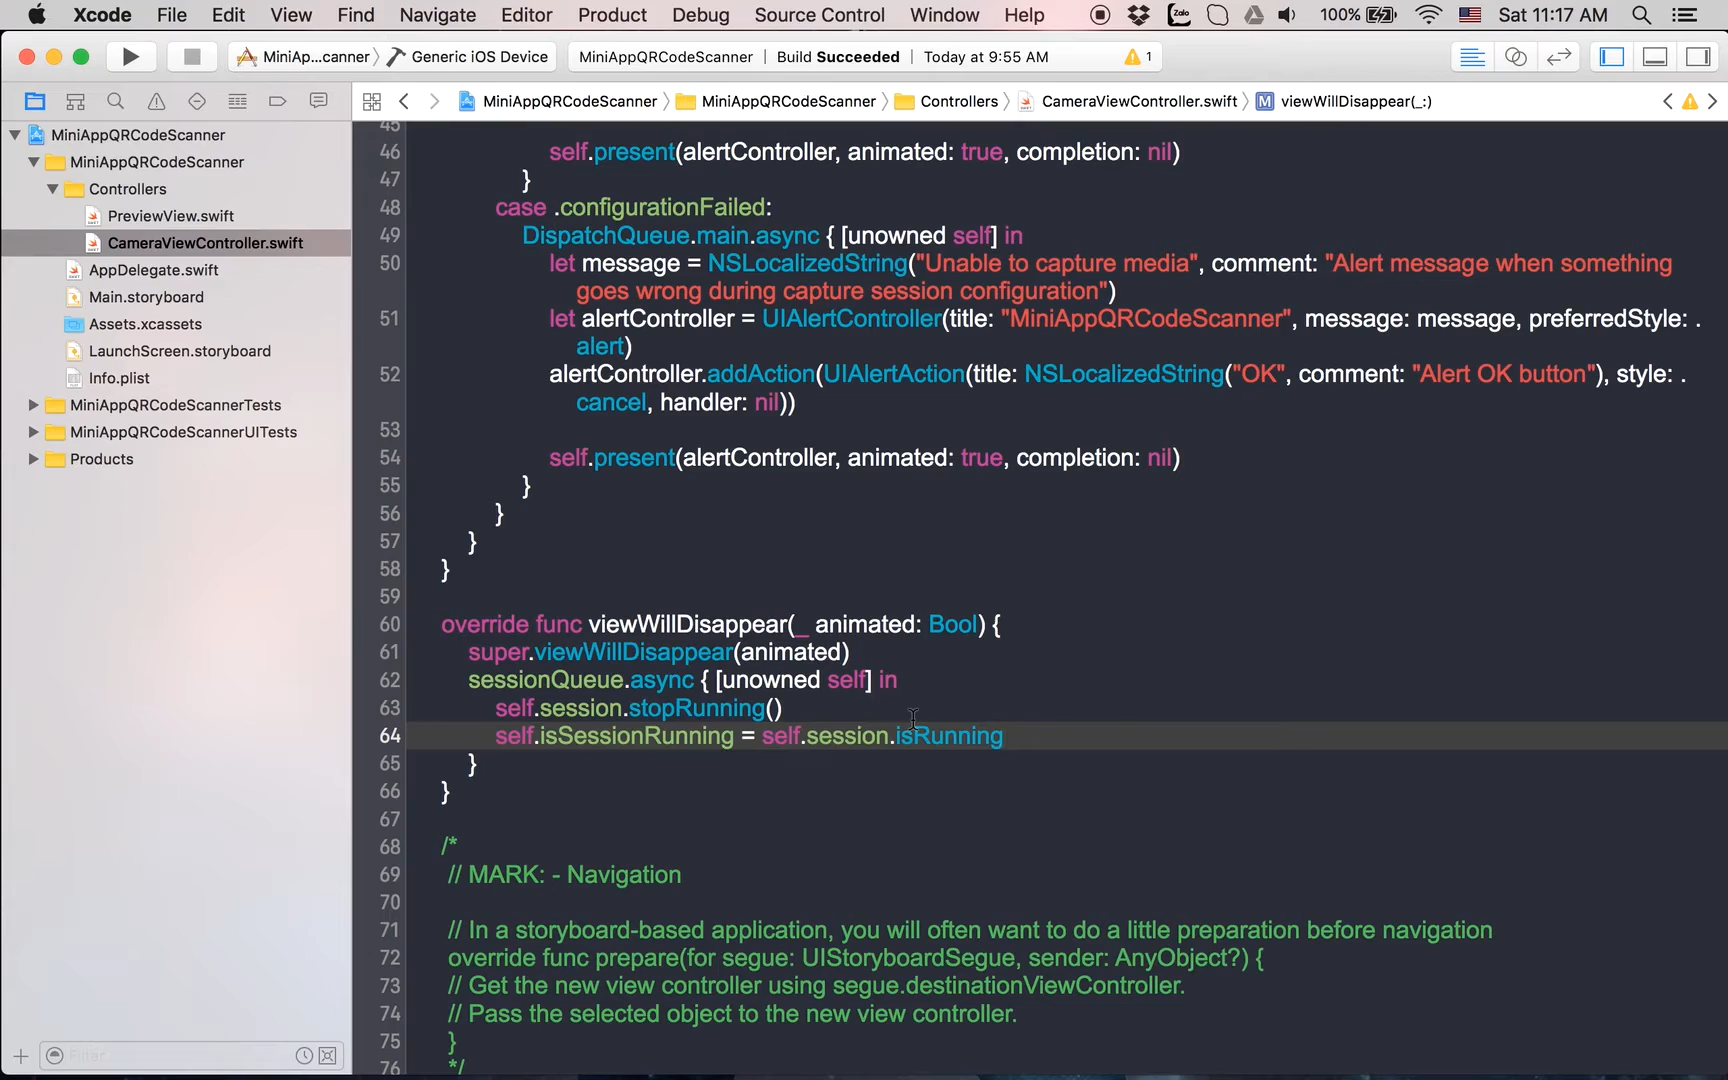 Xcode File Edit View Find Navigate Editor Product Debug Source Control Window Help 100% Sat 11:17 AM
MiniAp...canner Generic iOS Device MiniAppQRCodeScanner | Build Succeeded | Today at 9:55 AM 1
MiniAppQRCodeScanner MiniAppQRCodeScanner Controllers CameraViewController.swift M viewWillDisappear(_:)
MiniAppQRCodeScanner
MiniAppQRCodeScanner
Controllers
PreviewView.swift
CameraViewController.swift
AppDelegate.swift
Main.storyboard
Assets.xcassets
LaunchScreen.storyboard
Info.plist
MiniAppQRCodeScannerTests
MiniAppQRCodeScannerUITests
Products
Filter
45
46 self.present(alertController, animated: true, completion: nil)
47 }
48 case .configurationFailed:
49 DispatchQueue.main.async { [unowned self] in
50 let message = NSLocalizedString("Unable to capture media", comment: "Alert message when something
goes wrong during capture session configuration")
51 let alertController = UIAlertController(title: "MiniAppQRCodeScanner", message: message, preferredStyle: .
alert)
52 alertController.addAction(UIAlertAction(title: NSLocalizedString("OK", comment: "Alert OK button"), style: .
cancel, handler: nil))
53
54 self.present(alertController, animated: true, completion: nil)
55 }
56 }
57 }
58 }
59
60 override func viewWillDisappear(_ animated: Bool) {
61 super.viewWillDisappear(animated)
62 sessionQueue.async { [unowned self] in
63 self.session.stopRunning()
64 self.isSessionRunning = self.session.isRunning
65 }
66 }
67
68 /*
69 // MARK: - Navigation
70
71 // In a storyboard-based application, you will often want to do a little preparation before navigation
72 override func prepare(for segue: UIStoryboardSegue, sender: AnyObject?) {
73 // Get the new view controller using segue.destinationViewController.
74 // Pass the selected object to the new view controller.
75 }
76 */